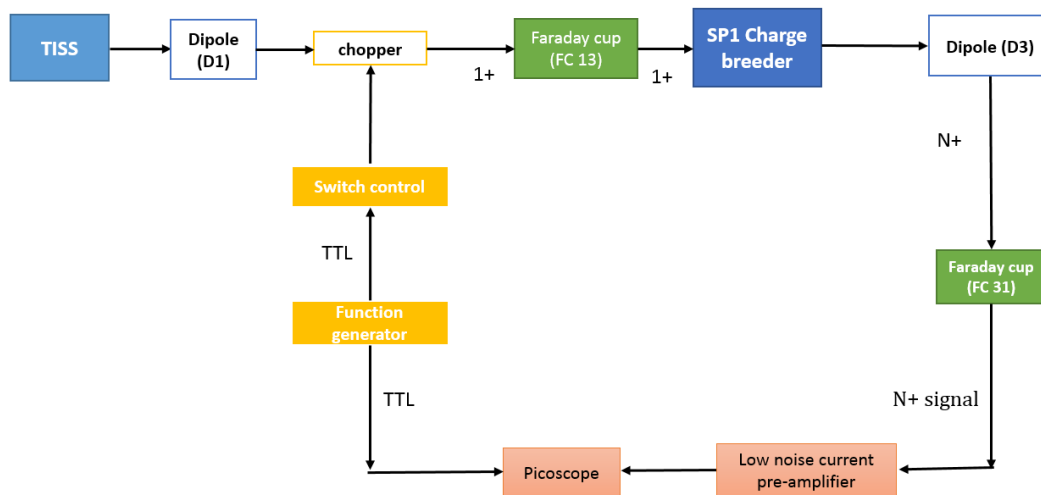 TISS
Dipole
(D1)
chopper
1+
Faraday cup
(FC 13)
1+
SP1 Charge
breeder
Dipole (D3)
N+
Switch control
TTL
Faraday cup
(FC 31)
Function
generator
TTL
N+ signal
Picoscope
Low noise current
pre-amplifier